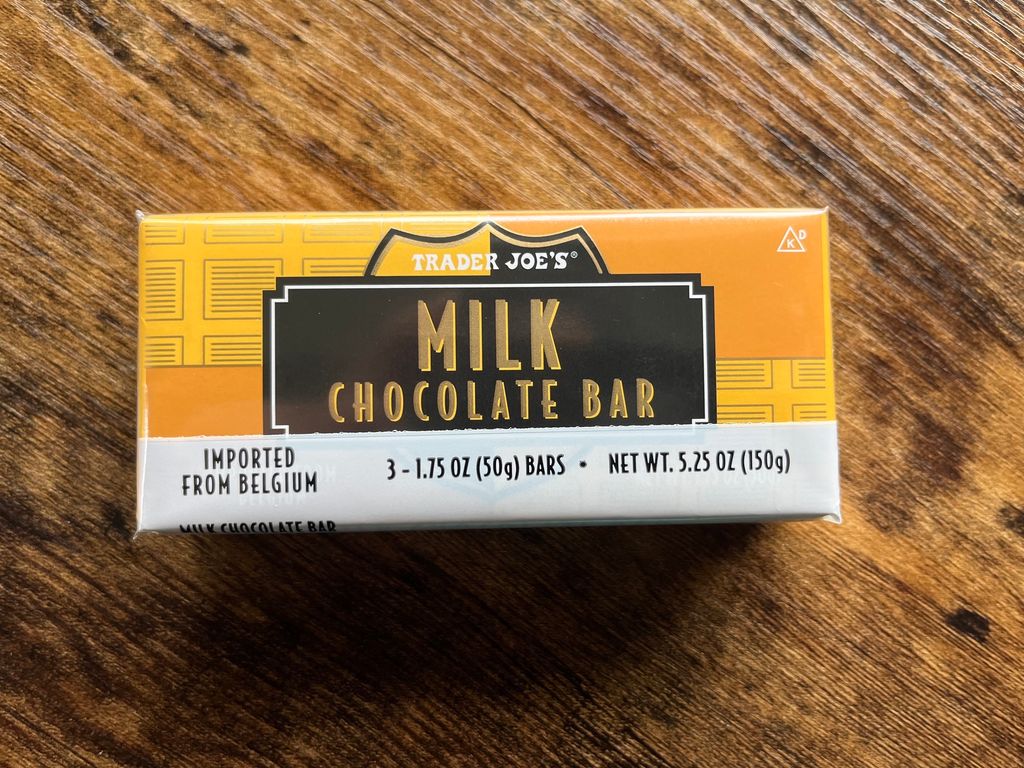 TRADER JOE'S®
K D
MILK
CHOCOLATE BAR
IMPORTED
FROM BELGIUM
3 - 1.75 OZ (50g) BARS • NET WT. 5.25 OZ (150g)
MILK CHOCOLATE BAR